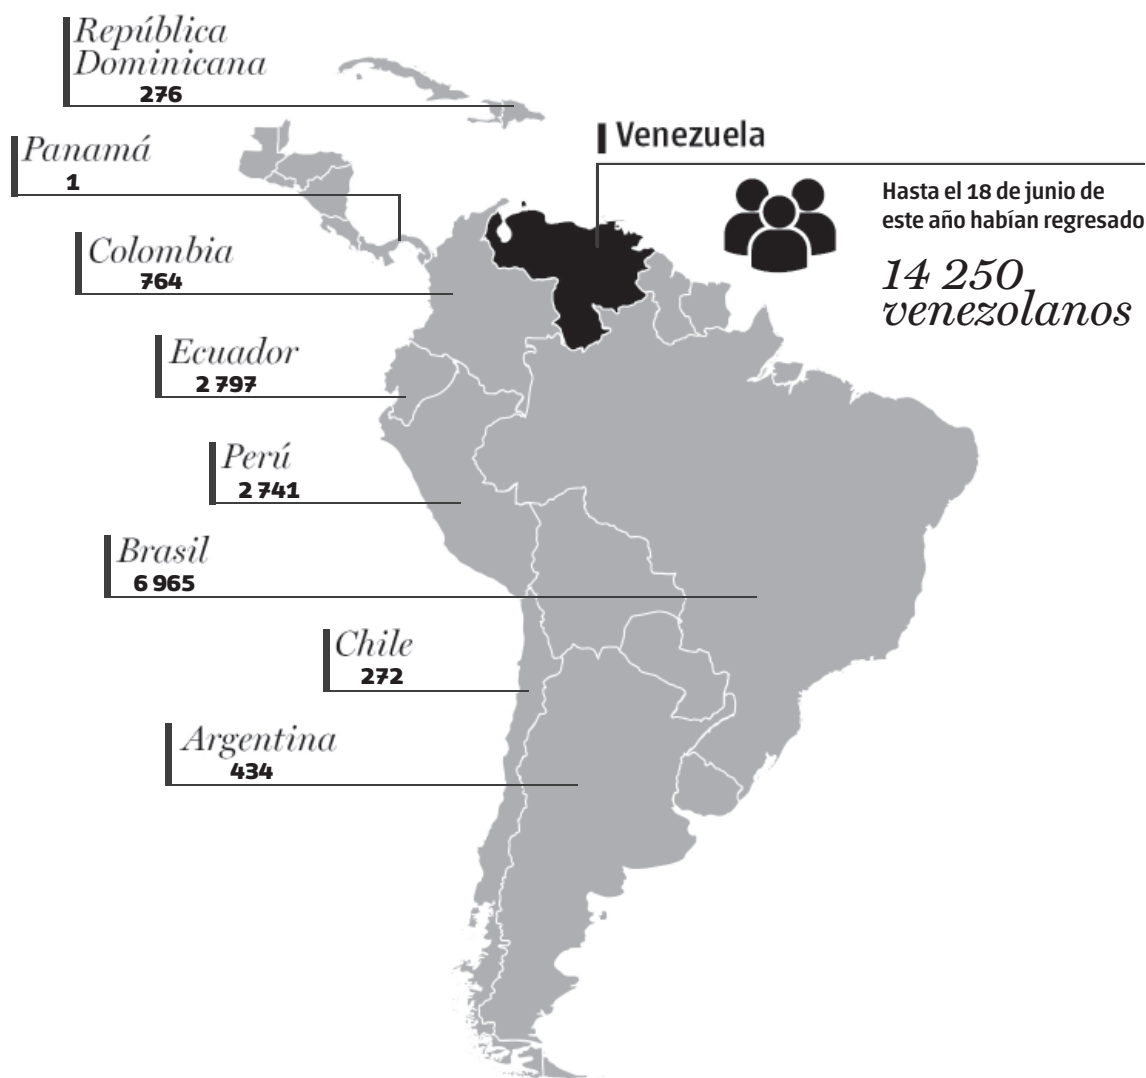 República
Dominicana
276
Panamá
1
Colombia
764
Ecuador
2 797
Perú
2 741
Brasil
6 965
Chile
272
Argentina
434
Venezuela
Hasta el 18 de junio de
este año habían regresado
14 250
venezolanos